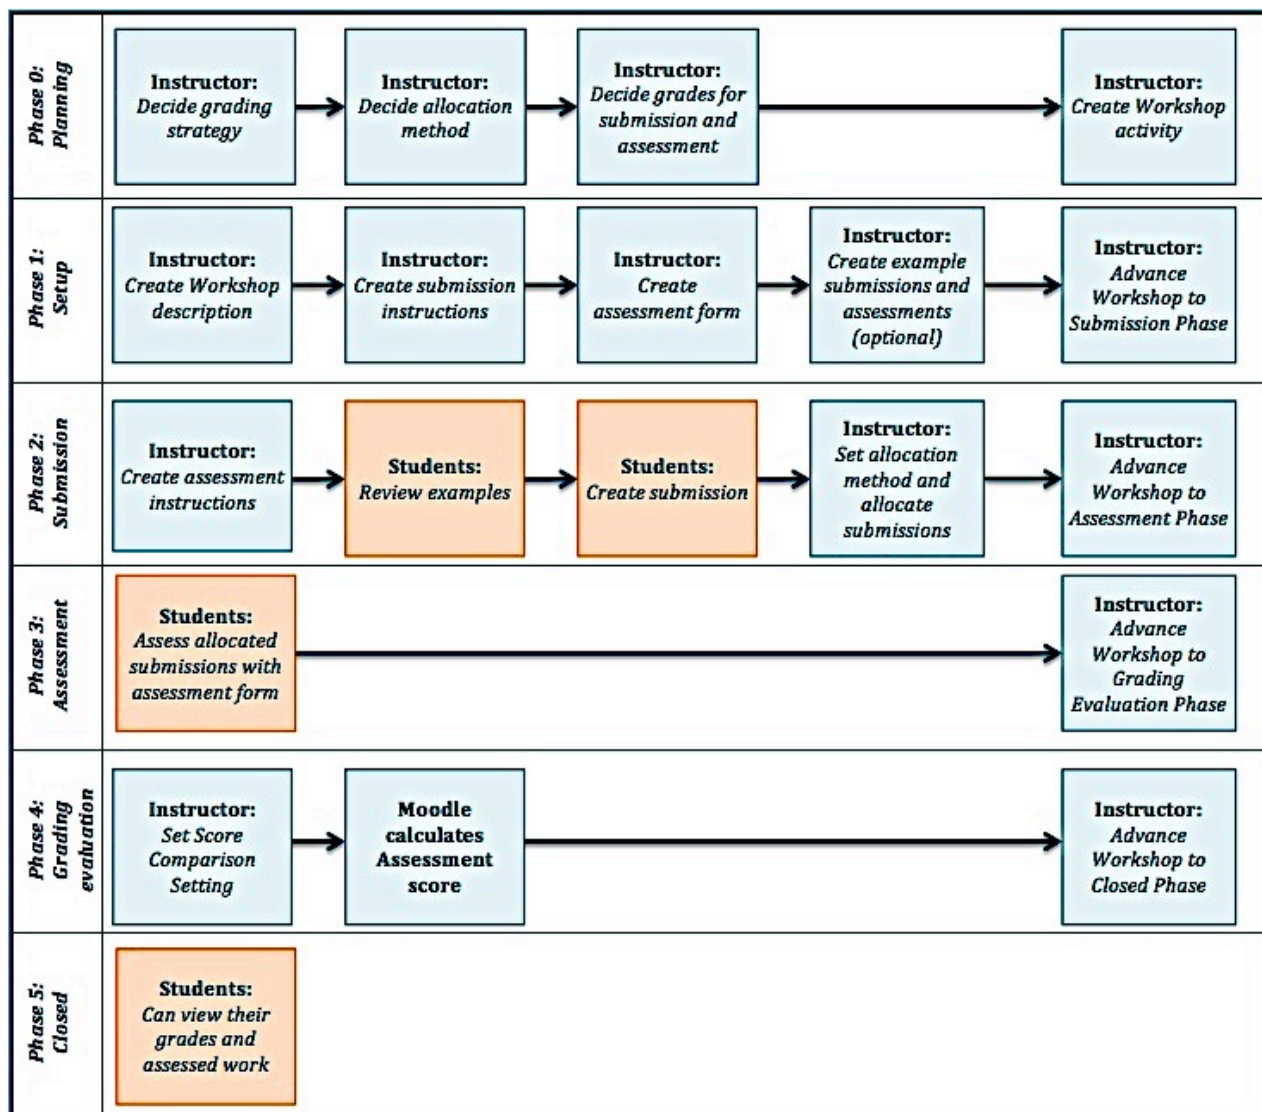 Phase 0:
Planning
Instructor:
Decide grading
strategy
Instructor:
Decide allocation
method
Instructor:
Decide grades for
submission and
assessment
Instructor:
Create Workshop
activity
Phase 1:
Setup
Instructor:
Create Workshop
description
Instructor:
Create submission
instructions
Instructor:
Create
assessment form
Instructor:
Create example
submissions and
assessments
(optional)
Instructor:
Advance
Workshop to
Submission Phase
Phase 2:
Submission
Instructor:
Create assessment
instructions
Students:
Review examples
Students:
Create submission
Instructor:
Set allocation
method and
allocate
submissions
Instructor:
Advance
Workshop to
Assessment Phase
Phase 3:
Assessment
Students:
Assess allocated
submissions with
assessment form
Instructor:
Advance
Workshop to
Grading
Evaluation Phase
Phase 4:
Grading
evaluation
Instructor:
Set Score
Comparison
Setting
Moodle
calculates
Assessment
score
Instructor:
Advance
Workshop to
Closed Phase
Phase 5:
Closed
Students:
Can view their
grades and
assessed work